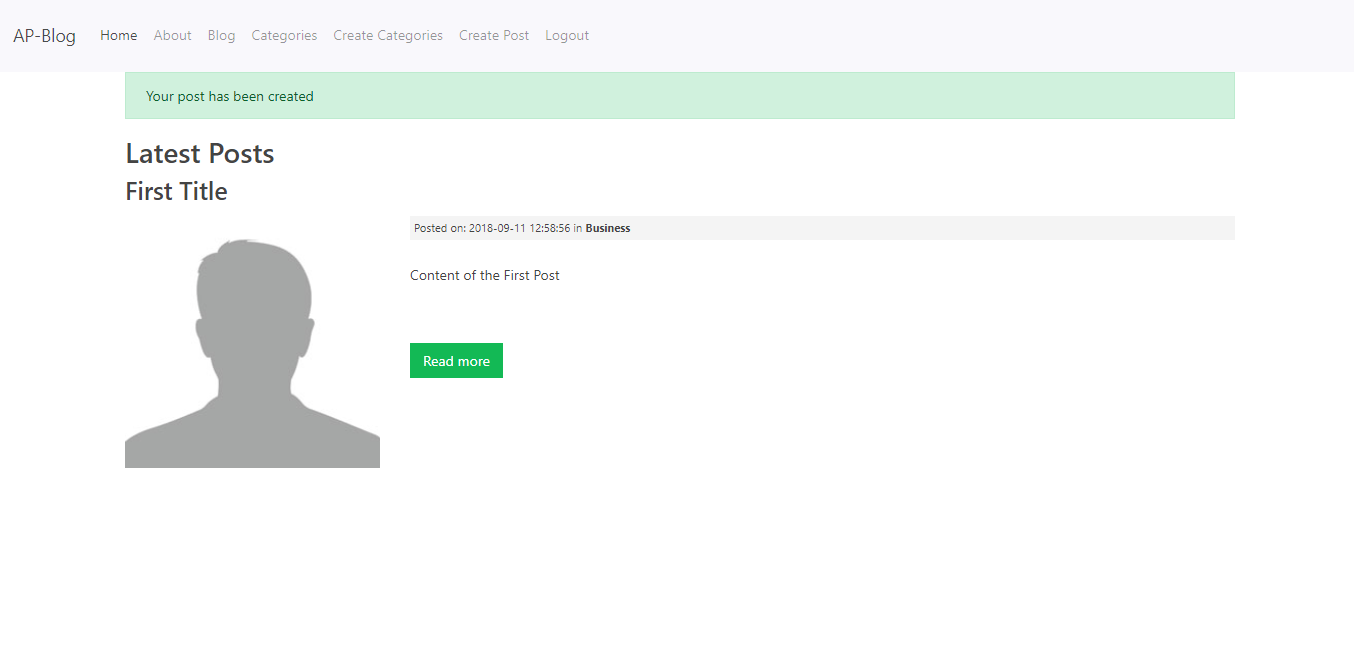 AP-Blog Home About Blog Categories Create Categories Create Post Logout
Your post has been created
Latest Posts
First Title
Posted on: 2018-09-11 12:58:56 in Business
Content of the First Post
Read more